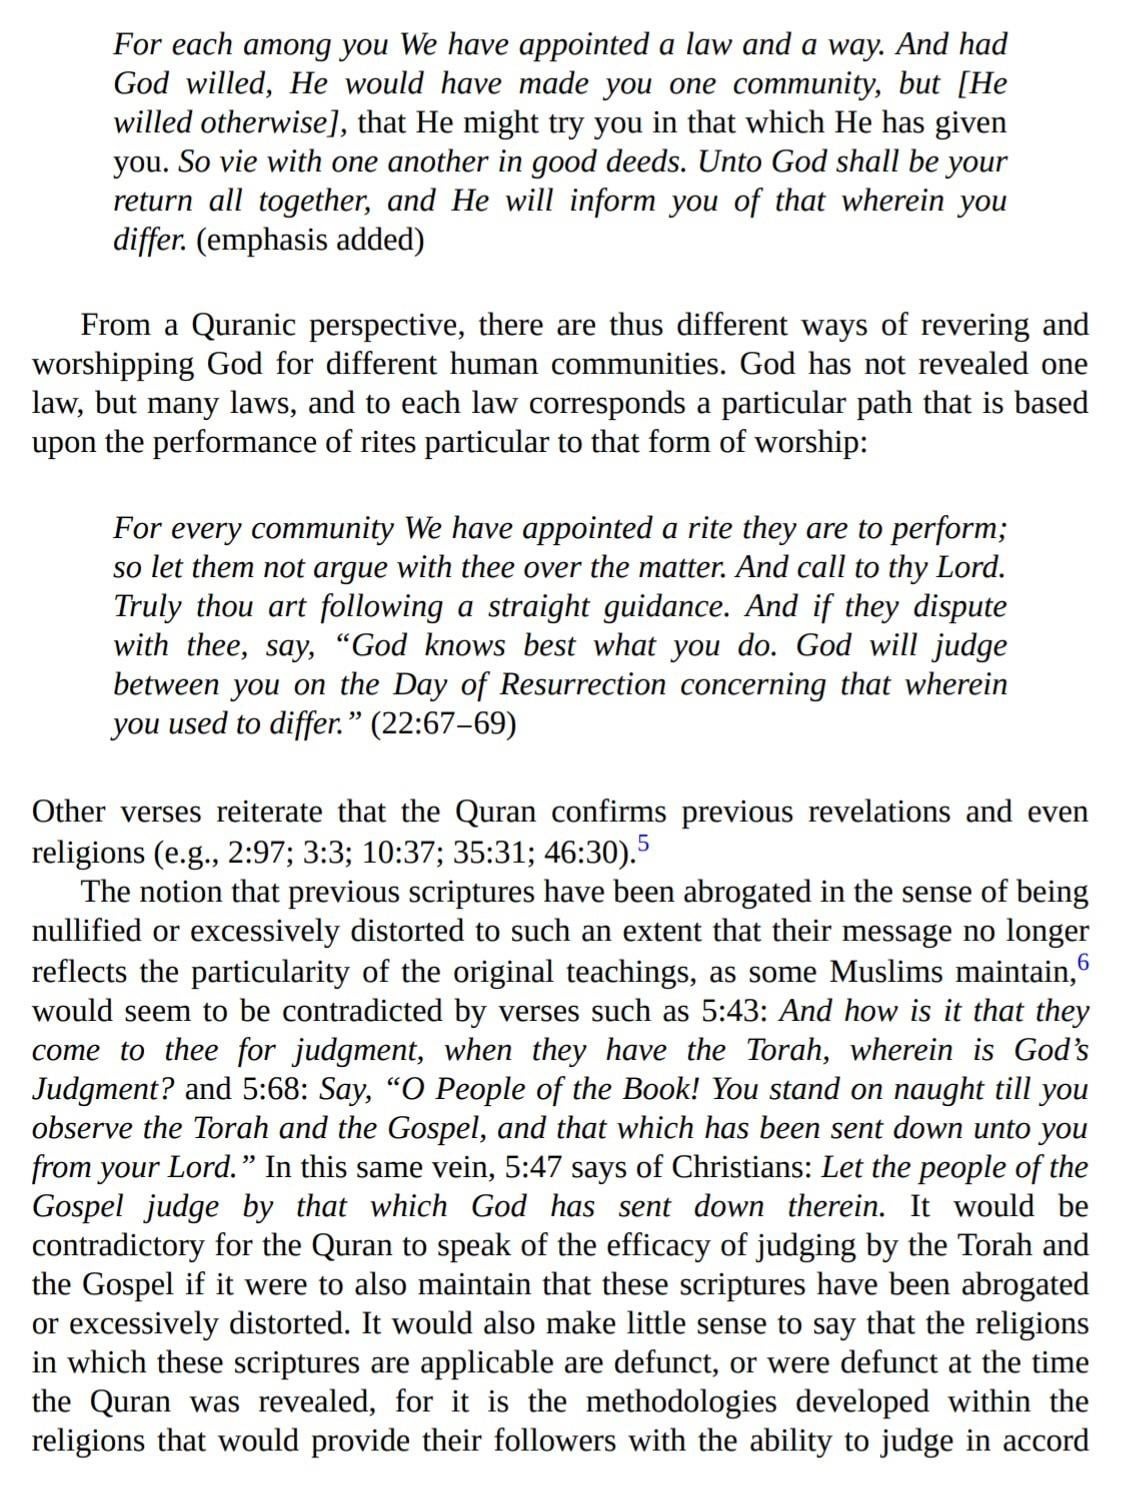 For each among you We have appointed a law and a way. And had
God willed, He would have made you one community, but [He
willed otherwise], that He might try you in that which He has given
you. So vie with one another in good deeds. Unto God shall be your
return all together, and He will inform you of that wherein you
differ. (emphasis added)
From a Quranic perspective, there are thus different ways of revering and
worshipping God for different human communities. God has not revealed one
law, but many laws, and to each law corresponds a particular path that is based
upon the performance of rites particular to that form of worship:
For every community We have appointed a rite they are to perform;
so let them not argue with thee over the matter. And call to thy Lord.
Truly thou art following a straight guidance. And if they dispute
with thee, say, “God knows best what you do. God will judge
between you on the Day of Resurrection concerning that wherein
you used to differ.” (22:67–69)
Other verses reiterate that the Quran confirms previous revelations and even
religions (e.g., 2:97; 3:3; 10:37; 35:31; 46:30).5
The notion that previous scriptures have been abrogated in the sense of being
nullified or excessively distorted to such an extent that their message no longer
reflects the particularity of the original teachings, as some Muslims maintain,6
would seem to be contradicted by verses such as 5:43: And how is it that they
come to thee for judgment, when they have the Torah, wherein is God’s
Judgment? and 5:68: Say, “O People of the Book! You stand on naught till you
observe the Torah and the Gospel, and that which has been sent down unto you
from your Lord.” In this same vein, 5:47 says of Christians: Let the people of the
Gospel judge by that which God has sent down therein. It would be
contradictory for the Quran to speak of the efficacy of judging by the Torah and
the Gospel if it were to also maintain that these scriptures have been abrogated
or excessively distorted. It would also make little sense to say that the religions
in which these scriptures are applicable are defunct, or were defunct at the time
the Quran was revealed, for it is the methodologies developed within the
religions that would provide their followers with the ability to judge in accord